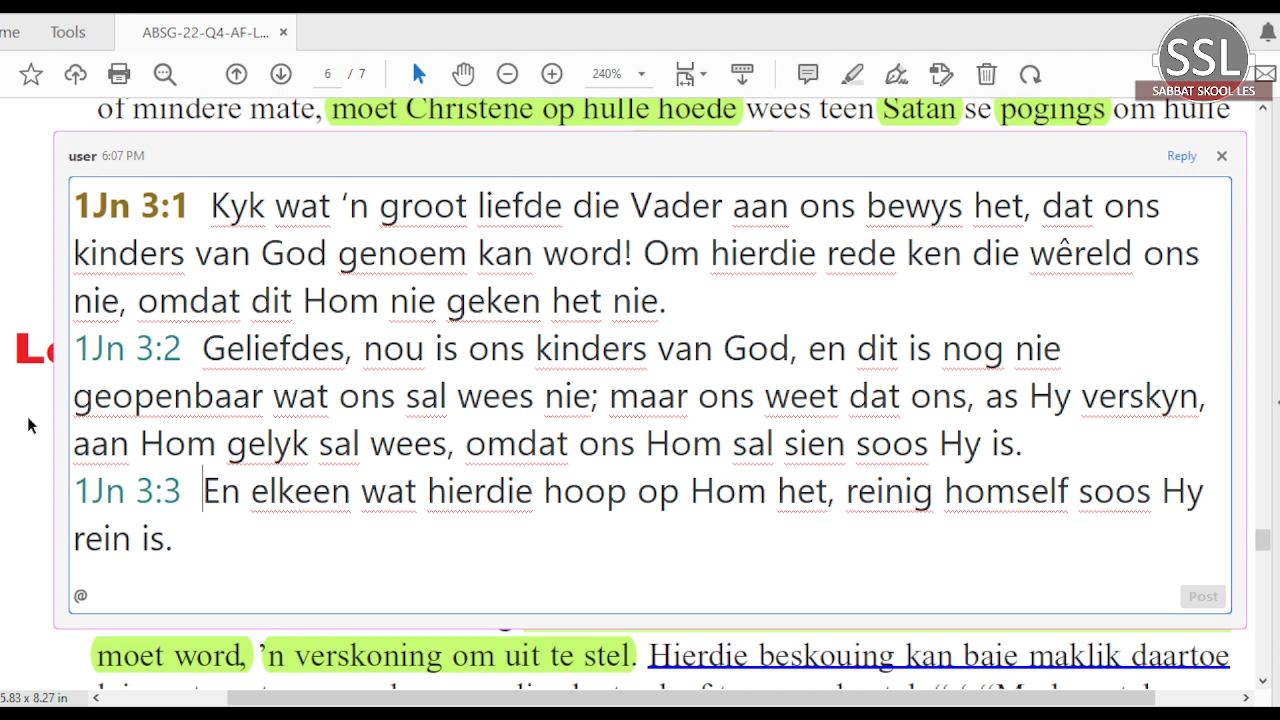 me Tools ABSG-22-Q4-AF-L... ×
SSL
SABBAT SKOOL LES
6 / 7 240%
of mindere mate, moet Christene op hulle hoede wees teen Satan se pogings om hulle
user 6:07 PM Reply
1Jn 3:1 Kyk wat ‘n groot liefde die Vader aan ons bewys het, dat ons
kinders van God genoem kan word! Om hierdie rede ken die wêreld ons
nie, omdat dit Hom nie geken het nie.
1Jn 3:2 Geliefdes, nou is ons kinders van God, en dit is nog nie
geopenbaar wat ons sal wees nie; maar ons weet dat ons, as Hy verskyn,
aan Hom gelyk sal wees, omdat ons Hom sal sien soos Hy is.
1Jn 3:3 En elkeen wat hierdie hoop op Hom het, reinig homself soos Hy
rein is.
@ Post
moet word, ’n verskoning om uit te stel. Hierdie beskouing kan baie maklik daartoe
5.83 x 8.27 in